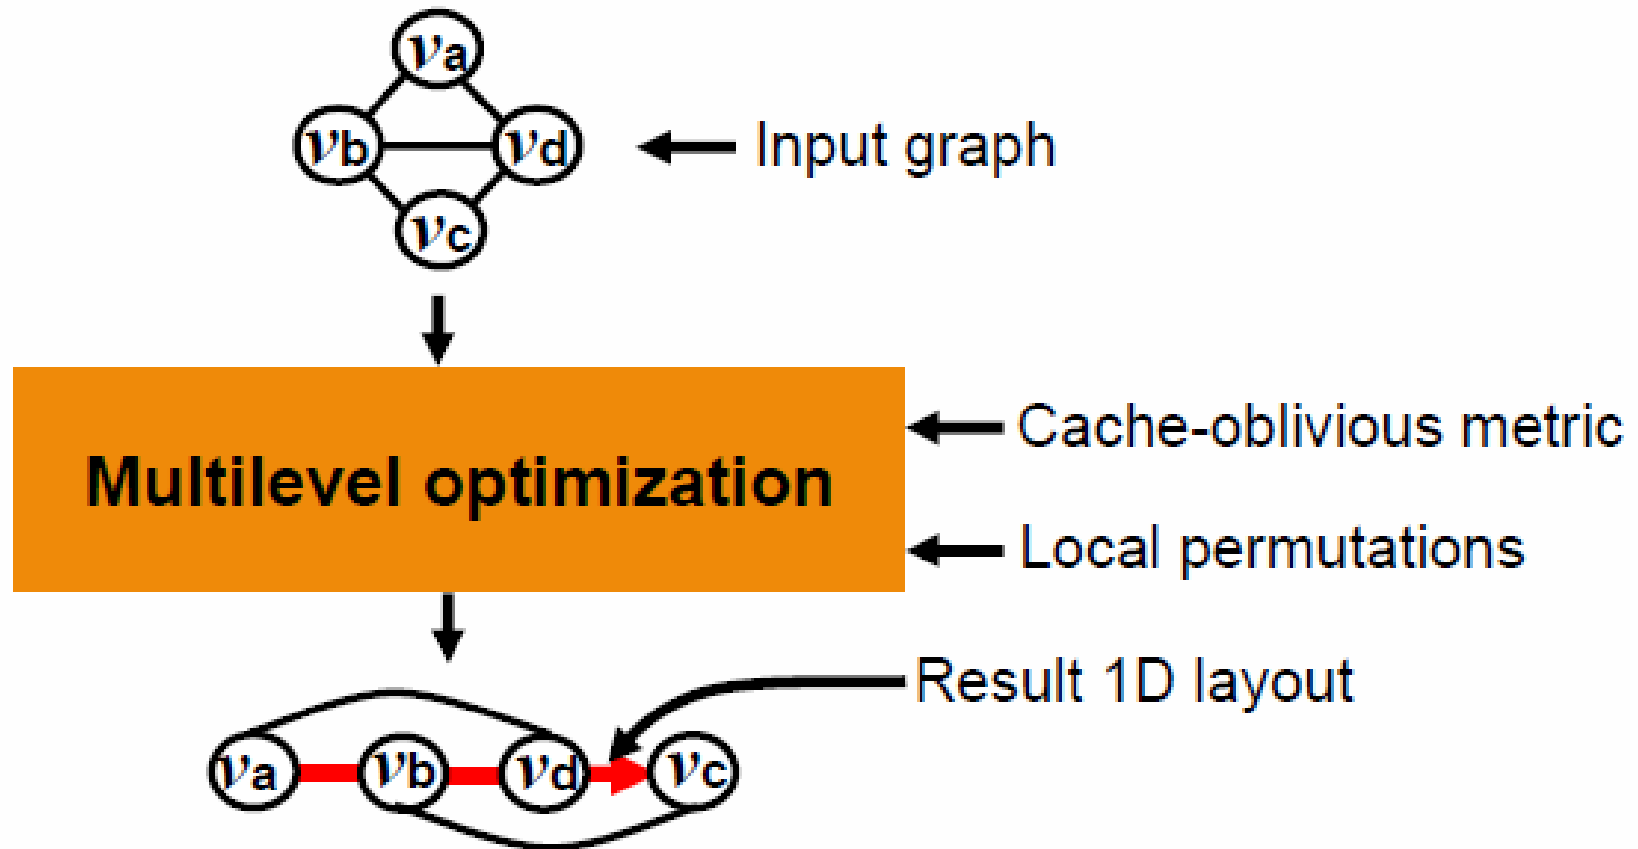 va
vb vd
Input graph
vc
Cache-oblivious metric
Multilevel optimization
Local permutations
Result 1D layout
va vb vd vc